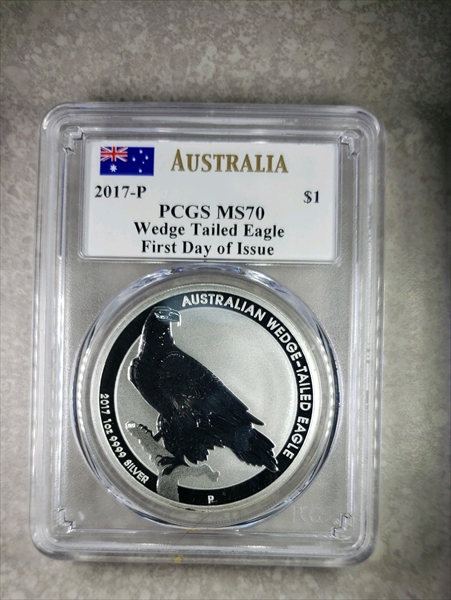 AUSTRALIA
2017-P $1
PCGS MS70
Wedge Tailed Eagle
First Day of Issue
AUSTRALIAN WEDGE-TAILED EAGLE
2017 1oz 9999 SILVER
P